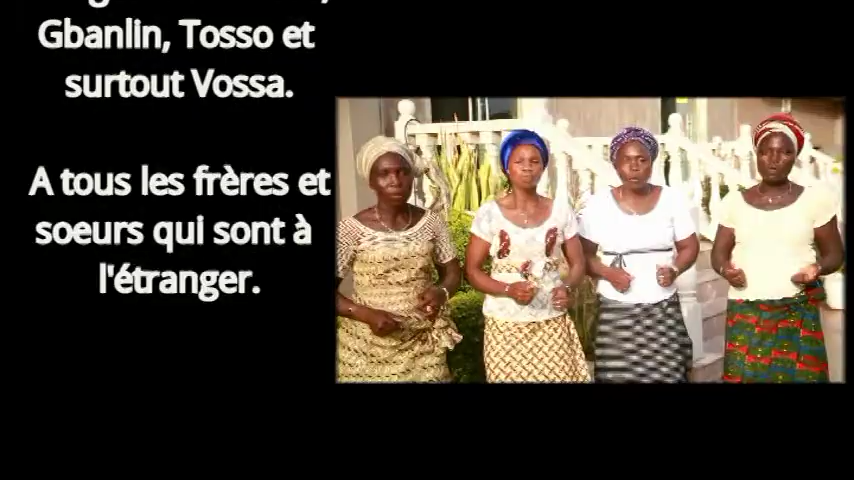 Gbanlin, Tosso et
surtout Vossa.
A tous les frères et
soeurs qui sont à
l'étranger.